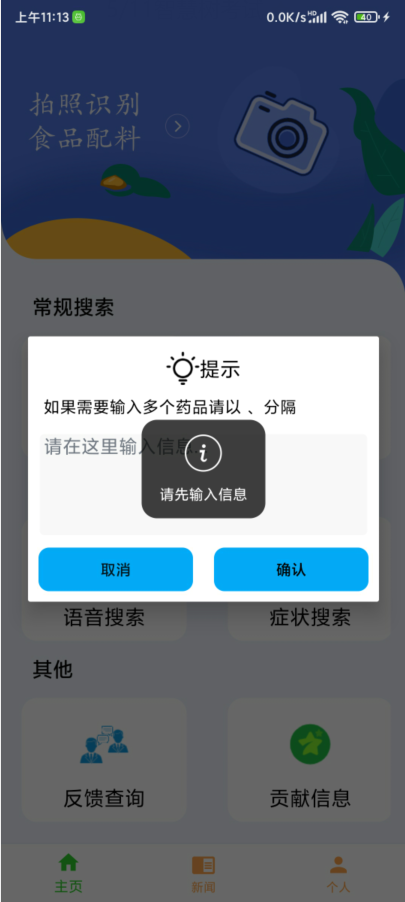 上午11:13
0.0K/s
40
拍照识别
食品配料
常规搜索
提示
如果需要输入多个药品请以 、分隔
请在这里输入信息
请先输入信息
取消
确认
语音搜索
症状搜索
其他
反馈查询
贡献信息
主页
新闻
个人